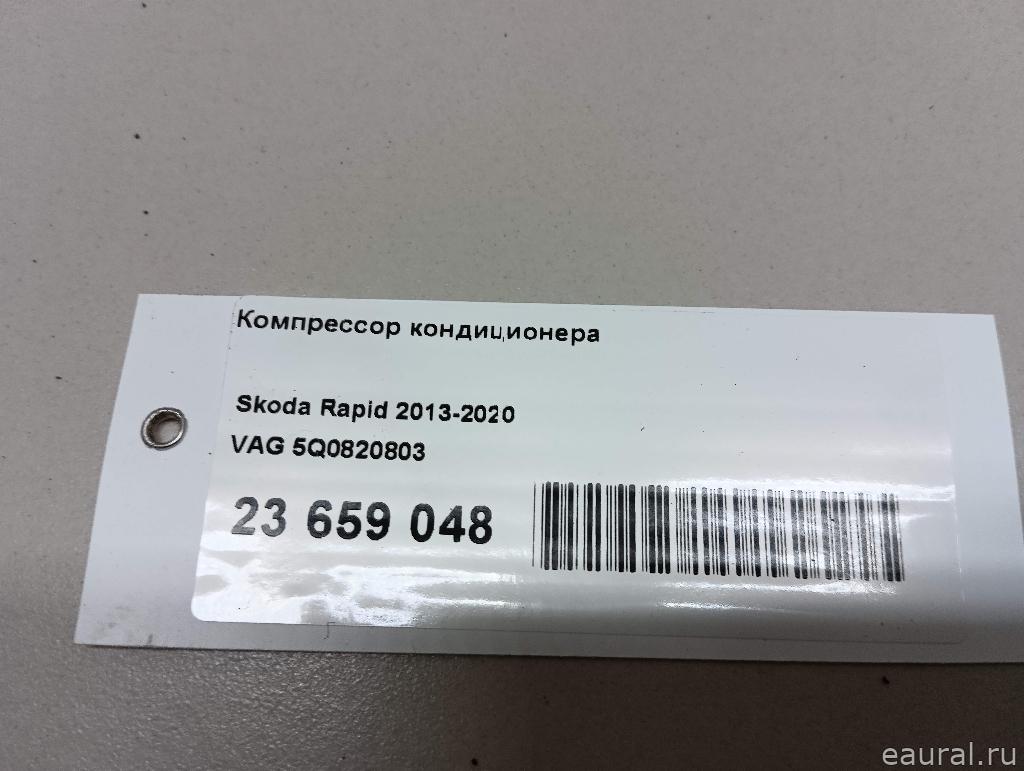 Компрессор кондиционера
Skoda Rapid 2013-2020
VAG 5Q0820803
23 659 048
eaural.ru